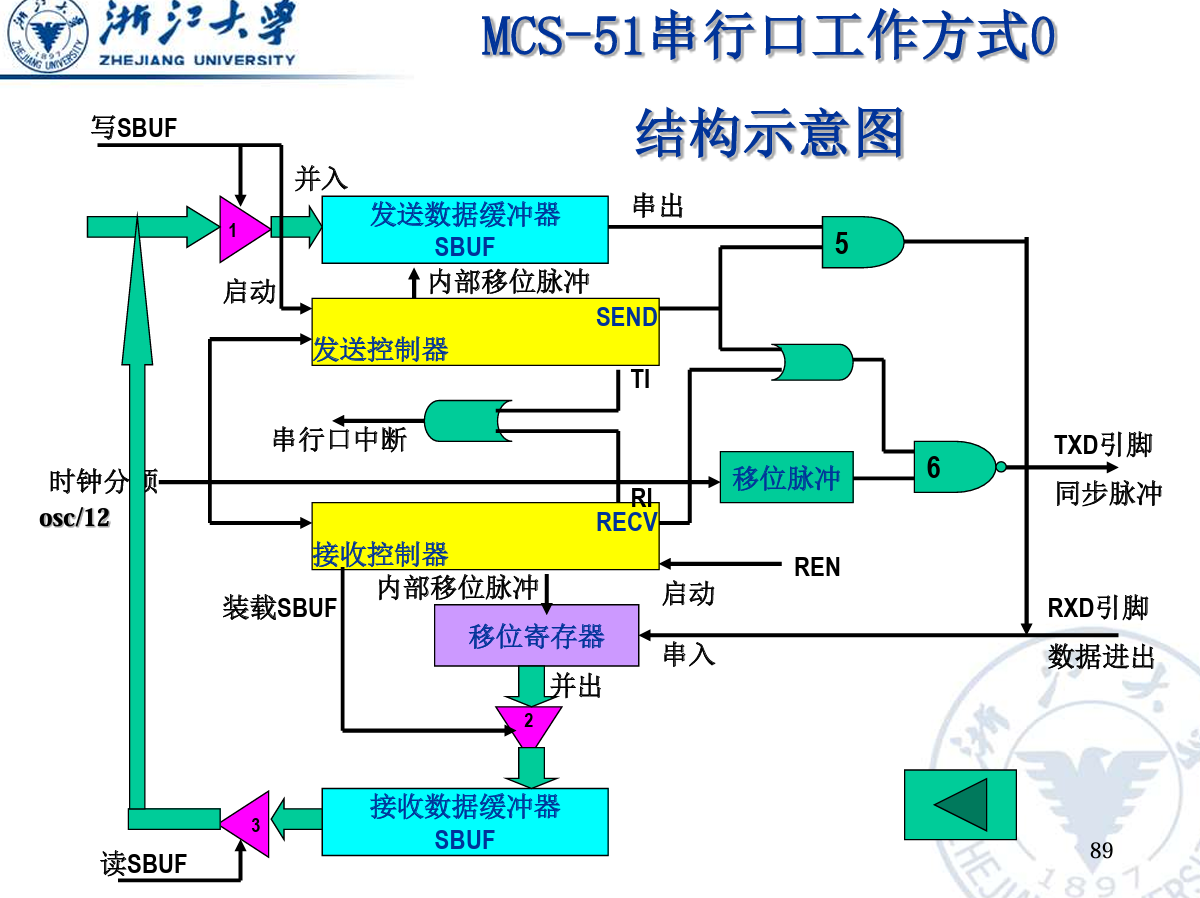 浙江大学
ZHEJIANG UNIVERSITY
MCS-51串行口工作方式0
结构示意图
写SBUF
并入
发送数据缓冲器
SBUF
串出
1
5
启动
内部移位脉冲
SEND
发送控制器
TI
串行口中断
时钟分频
osc/12
移位脉冲
6
TXD引脚
同步脉冲
RI
RECV
接收控制器
内部移位脉冲
启动
REN
装载SBUF
移位寄存器
串入
RXD引脚
数据进出
并出
2
接收数据缓冲器
SBUF
3
读SBUF
89
1897